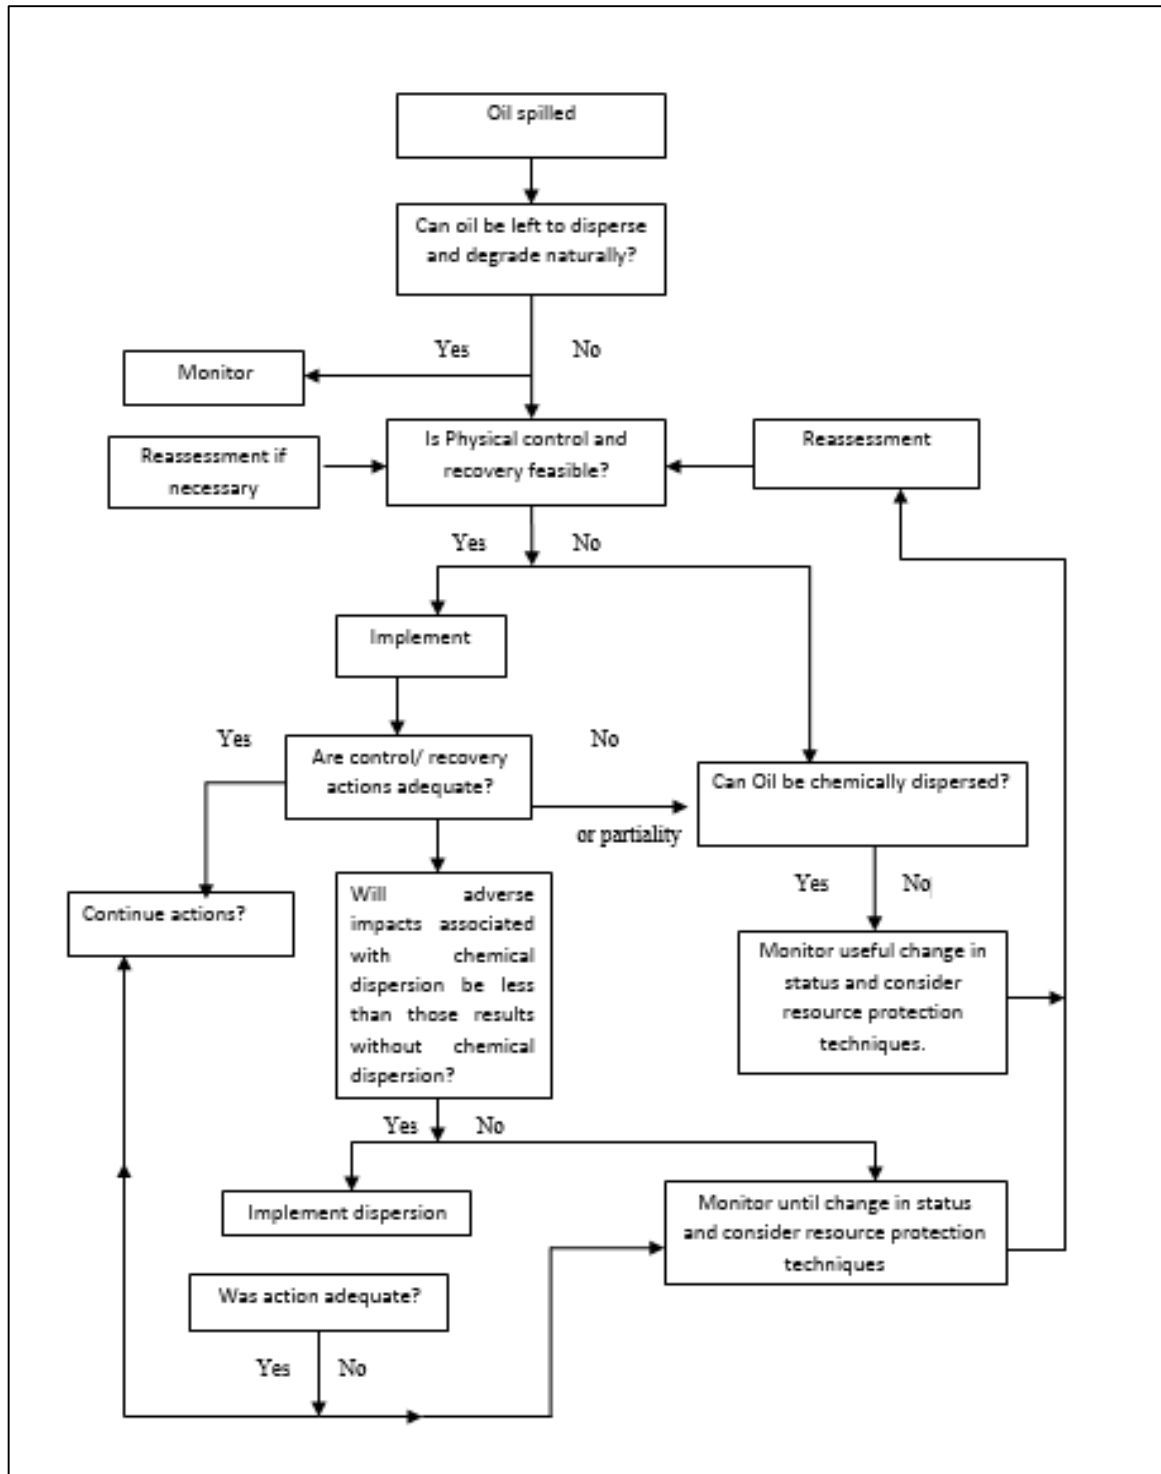 Oil spilled
Can oil be left to disperse
and degrade naturally?
Yes
No
Monitor
Is Physical control and
recovery feasible?
Reassessment
Reassessment if
necessary
Yes
No
Implement
Yes
No
Are control/ recovery
actions adequate?
Can Oil be chemically dispersed?
or partiality
Will adverse
impacts associated
with chemical
dispersion be less
than those results
without chemical
dispersion?
Yes
No
Continue actions?
Monitor useful change in
status and consider
resource protection
techniques.
Yes
No
Implement dispersion
Monitor until change in status
and consider resource protection
techniques
Was action adequate?
Yes
No